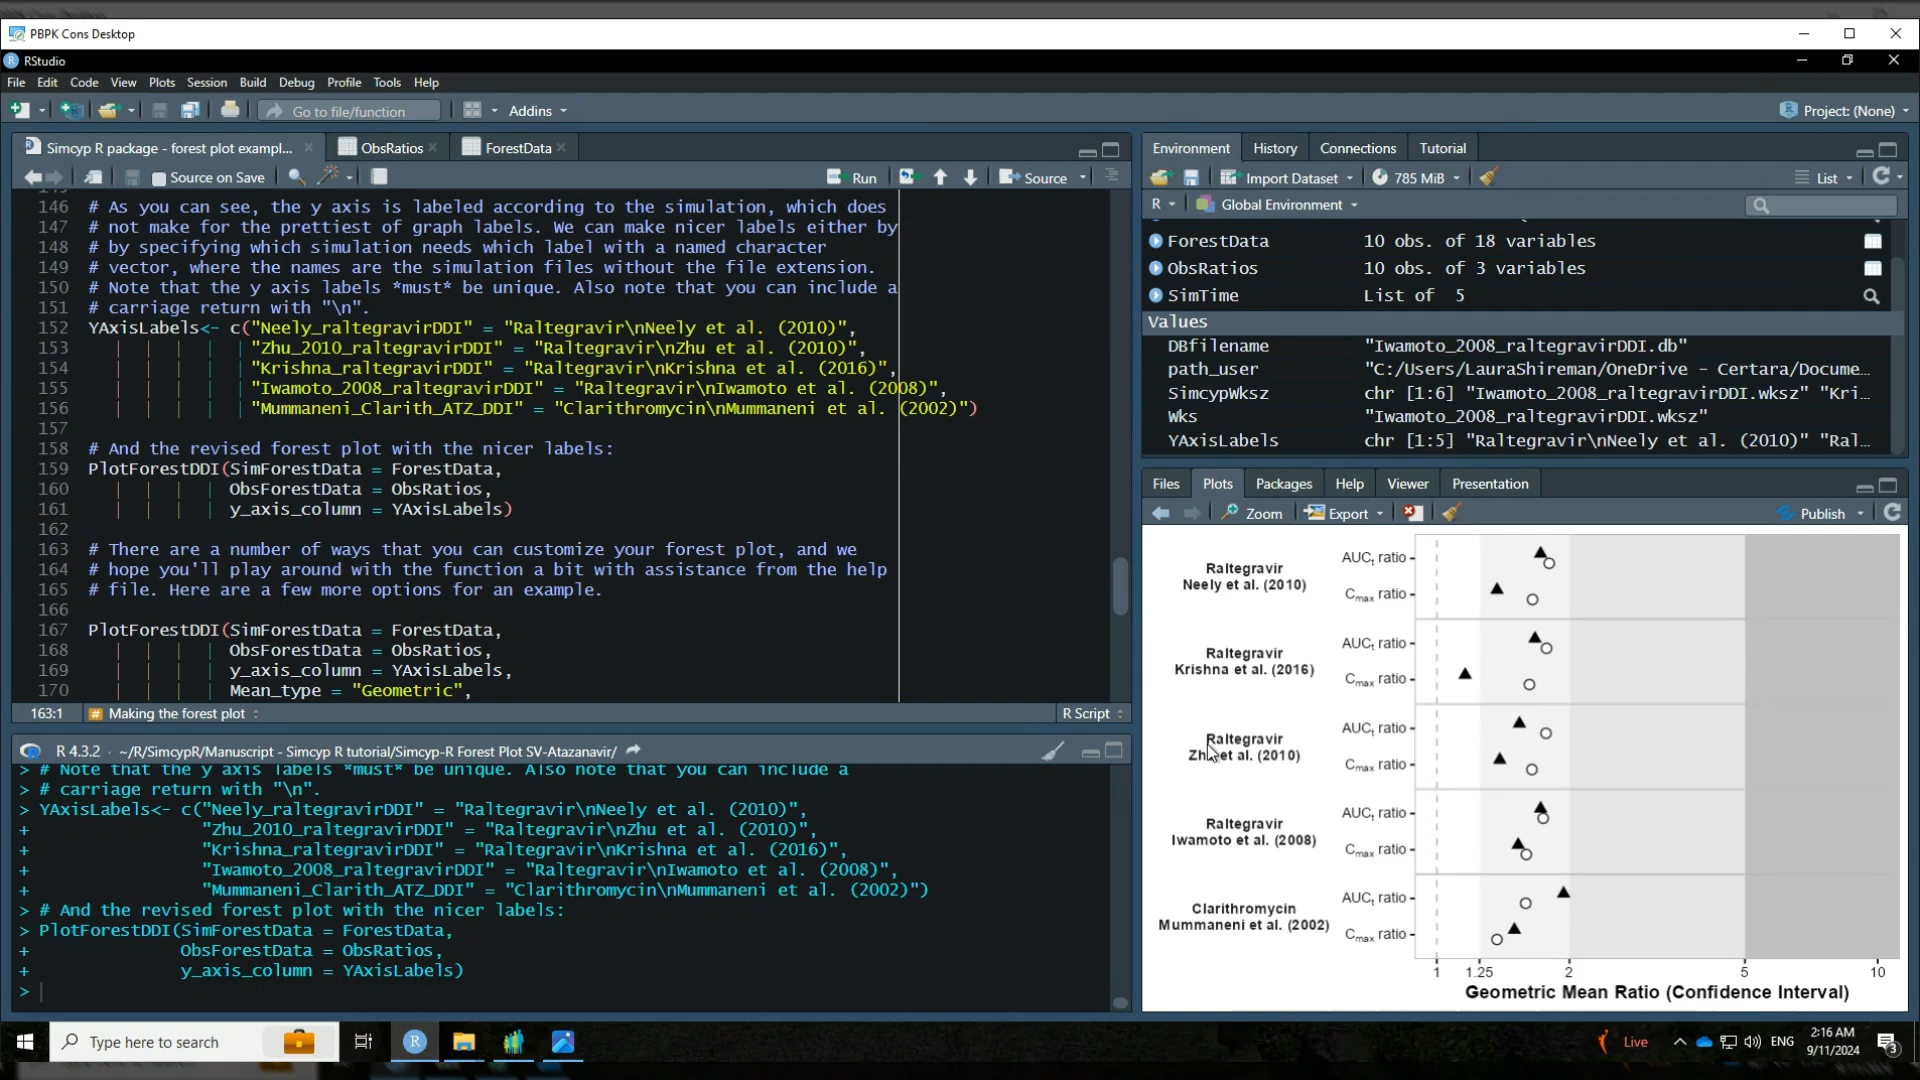 PBPK Cons Desktop
RStudio
File Edit Code View Plots Session Build Debug Profile Tools Help
Go to file/function Addins Project: (None)
Simcyp R package - forest plot exampl... ObsRatios ForestData
Source on Save Run Source
146 # As you can see, the y axis is labeled according to the simulation, which does
147 # not make for the prettiest of graph labels. We can make nicer labels either by
148 # by specifying which simulation needs which label with a named character
149 # vector, where the names are the simulation files without the file extension.
150 # Note that the y axis labels *must* be unique. Also note that you can include a
151 # carriage return with "\n".
152 YAxisLabels<- c("Neely_raltegravirDDI" = "Raltegravir\nNeely et al. (2010)",
153 "Zhu_2010_raltegravirDDI" = "Raltegravir\nZhu et al. (2010)",
154 "Krishna_raltegravirDDI" = "Raltegravir\nKrishna et al. (2016)",
155 "Iwamoto_2008_raltegravirDDI" = "Raltegravir\nIwamoto et al. (2008)",
156 "Mummaneni_Clarith_ATZ_DDI" = "Clarithromycin\nMummaneni et al. (2002)")
157
158 # And the revised forest plot with the nicer labels:
159 PlotForestDDI(SimForestData = ForestData,
160 ObsForestData = ObsRatios,
161 y_axis_column = YAxisLabels)
162
163 # There are a number of ways that you can customize your forest plot, and we
164 # hope you'll play around with the function a bit with assistance from the help
165 # file. Here are a few more options for an example.
166
167 PlotForestDDI(SimForestData = ForestData,
168 ObsForestData = ObsRatios,
169 y_axis_column = YAxisLabels,
170 Mean_type = "Geometric",
163:1 # Making the forest plot R Script
R 4.3.2 · ~/R/SimcypR/Manuscript - Simcyp R tutorial/Simcyp-R Forest Plot SV-Atazanavir/
> # Note that the y axis labels *must* be unique. Also note that you can include a
> # carriage return with "\n".
> YAxisLabels<- c("Neely_raltegravirDDI" = "Raltegravir\nNeely et al. (2010)",
+ "Zhu_2010_raltegravirDDI" = "Raltegravir\nZhu et al. (2010)",
+ "Krishna_raltegravirDDI" = "Raltegravir\nKrishna et al. (2016)",
+ "Iwamoto_2008_raltegravirDDI" = "Raltegravir\nIwamoto et al. (2008)",
+ "Mummaneni_Clarith_ATZ_DDI" = "Clarithromycin\nMummaneni et al. (2002)")
> # And the revised forest plot with the nicer labels:
> PlotForestDDI(SimForestData = ForestData,
+ ObsForestData = ObsRatios,
+ y_axis_column = YAxisLabels)
>
Environment History Connections Tutorial
Import Dataset 785 MiB List
R Global Environment
ForestData 10 obs. of 18 variables
ObsRatios 10 obs. of 3 variables
SimTime List of 5
Values
DBfilename "Iwamoto_2008_raltegravirDDI.db"
path_user "C:/Users/LauraShireman/OneDrive - Certara/Docume...
SimcypWksz chr [1:6] "Iwamoto_2008_raltegravirDDI.wksz" "Kri...
Wks "Iwamoto_2008_raltegravirDDI.wksz"
YAxisLabels chr [1:5] "Raltegravir\nNeely et al. (2010)" "Ral...
Files Plots Packages Help Viewer Presentation
Zoom Export Publish
Raltegravir
Neely et al. (2010)
AUCt ratio
Cmax ratio
Raltegravir
Krishna et al. (2016)
AUCt ratio
Cmax ratio
Raltegravir
Zhu et al. (2010)
AUCt ratio
Cmax ratio
Raltegravir
Iwamoto et al. (2008)
AUCt ratio
Cmax ratio
Clarithromycin
Mummaneni et al. (2002)
AUCt ratio
Cmax ratio
1 1.25 2 5 10
Geometric Mean Ratio (Confidence Interval)
Type here to search Live ENG 2:16 AM
9/11/2024
3